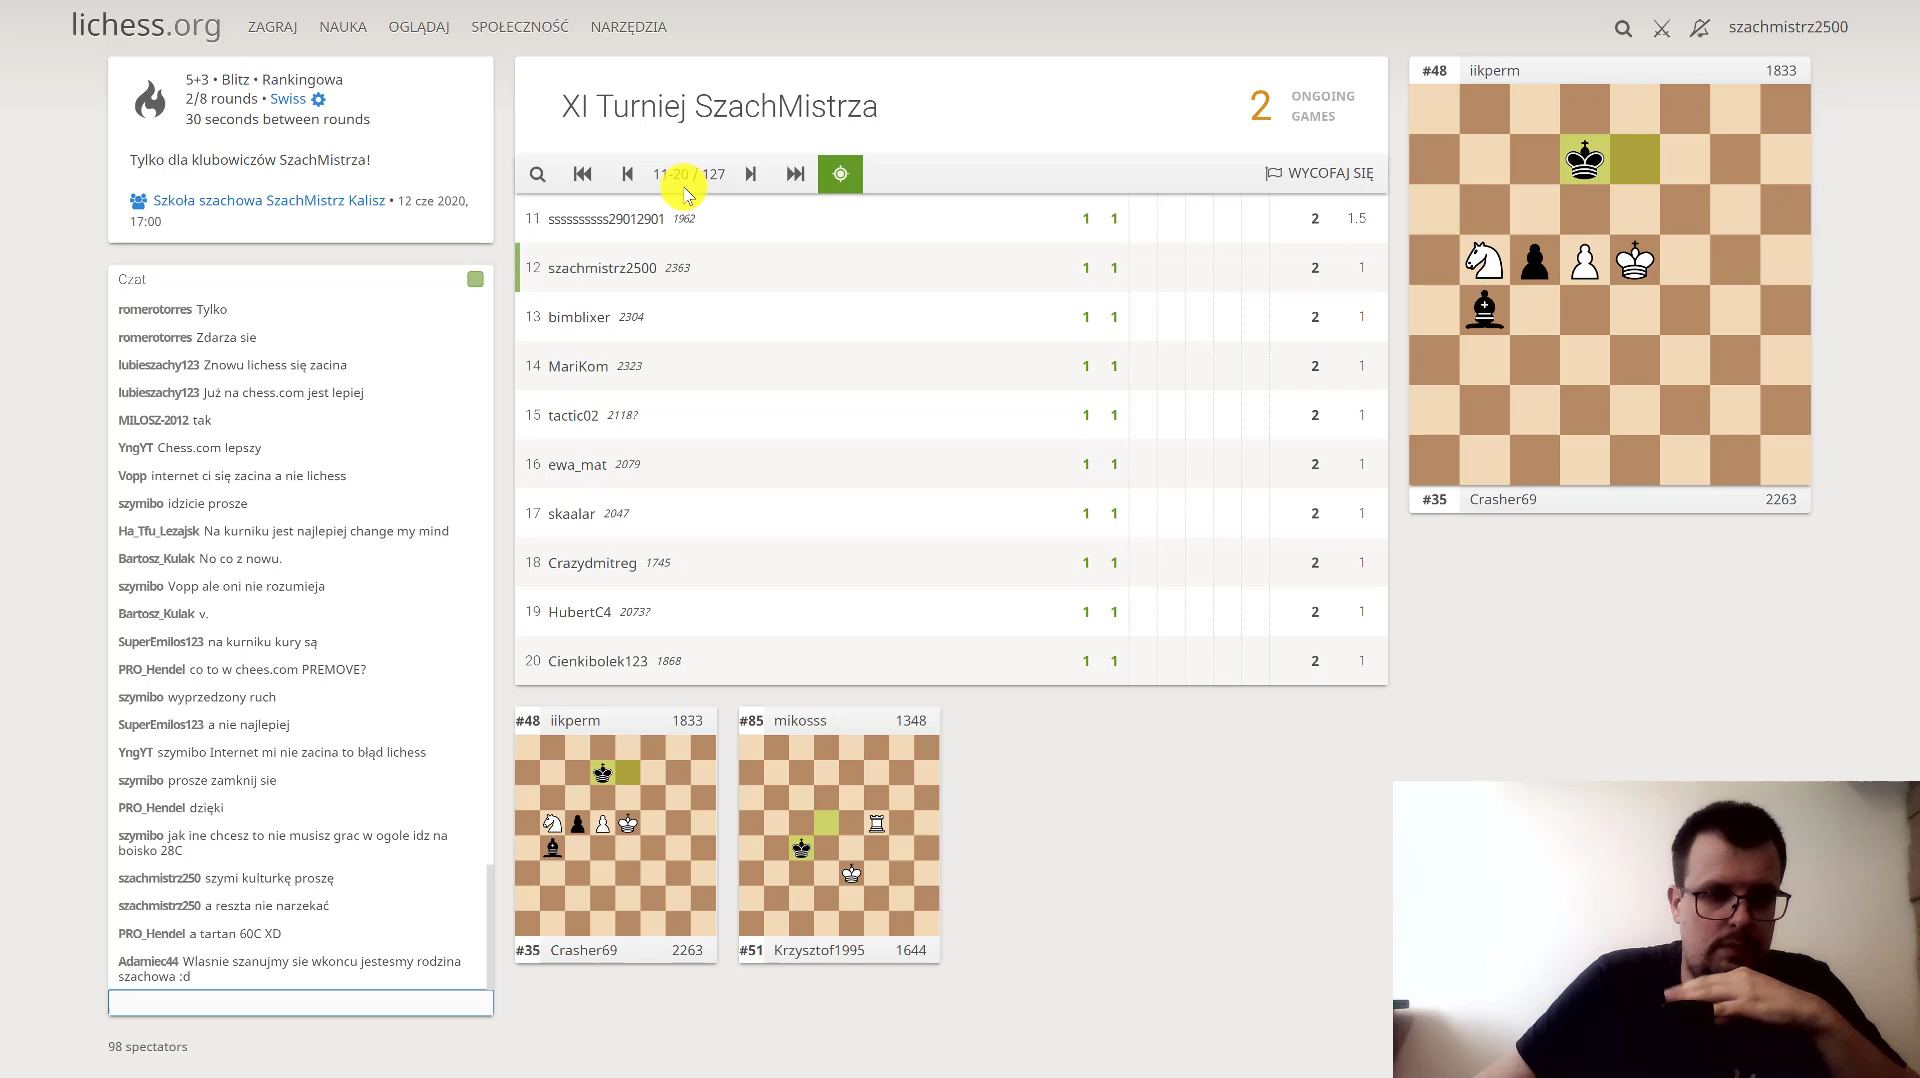 lichess.org ZAGRAJ NAUKA OGLĄDAJ SPOŁECZNOŚĆ NARZĘDZIA szachmistrz2500
5+3 • Blitz • Rankingowa
2/8 rounds • Swiss
30 seconds between rounds
Tylko dla klubowiczów SzachMistrza!
Szkoła szachowa SzachMistrz Kalisz • 12 cze 2020,
17:00
Czat
romerotorres Tylko
romerotorres Zdarza sie
lubieszachy123 Znowu lichess się zacina
lubieszachy123 Już na chess.com jest lepiej
MILOSZ-2012 tak
YngYT Chess.com lepszy
Vopp internet ci się zacina a nie lichess
szymibo idzicie prosze
Ha_Tfu_Lezajsk Na kurniku jest najlepiej change my mind
Bartosz_Kulak No co z nowu.
szymibo Vopp ale oni nie rozumieja
Bartosz_Kulak v.
SuperEmilos123 na kurniku kury są
PRO_Hendel co to w chees.com PREMOVE?
szymibo wyprzedzony ruch
SuperEmilos123 a nie najlepiej
YngYT szymibo Internet mi nie zacina to błąd lichess
szymibo prosze zamknij sie
PRO_Hendel dzięki
szymibo jak ine chcesz to nie musisz grac w ogole idz na
boisko 28C
szachmistrz250 szymi kulturkę proszę
szachmistrz250 a reszta nie narzekać
PRO_Hendel a tartan 60C XD
Adamiec44 Wlasnie szanujmy sie wkoncu jestesmy rodzina
szachowa :d
98 spectators
XI Turniej SzachMistrza
2 ONGOING
GAMES
11-20 / 127 WYCOFAJ SIĘ
11 ssssssssss29012901 1962 1 1 2 1.5
12 szachmistrz2500 2363 1 1 2 1
13 bimblixer 2304 1 1 2 1
14 MariKom 2323 1 1 2 1
15 tactic02 2118? 1 1 2 1
16 ewa_mat 2079 1 1 2 1
17 skaalar 2047 1 1 2 1
18 Crazydmitreg 1745 1 1 2 1
19 HubertC4 2073? 1 1 2 1
20 Cienkibolek123 1868 1 1 2 1
#48 iikperm 1833
#35 Crasher69 2263
#85 mikosss 1348
#51 Krzysztof1995 1644
#48 iikperm 1833
#35 Crasher69 2263